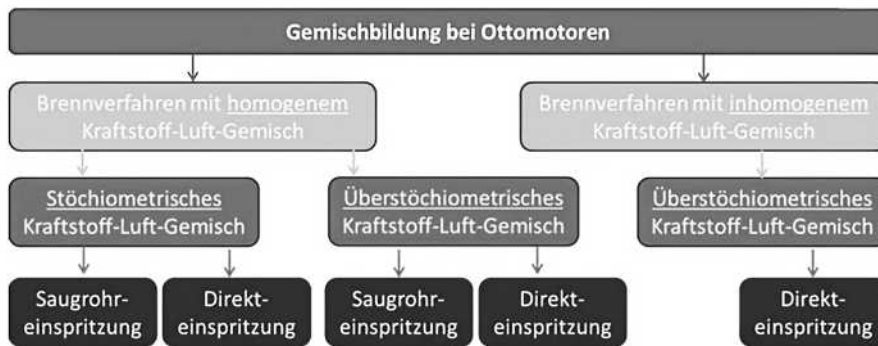 Gemischbildung bei Ottomotoren
Brennverfahren mit homogenem
Kraftstoff-Luft-Gemisch
Brennverfahren mit inhomogenem
Kraftstoff-Luft-Gemisch
Stöchiometrisches
Kraftstoff-Luft-Gemisch
Überstöchiometrisches
Kraftstoff-Luft-Gemisch
Überstöchiometrisches
Kraftstoff-Luft-Gemisch
Saugrohr-
einspritzung
Direkt-
einspritzung
Saugrohr-
einspritzung
Direkt-
einspritzung
Direkt-
einspritzung